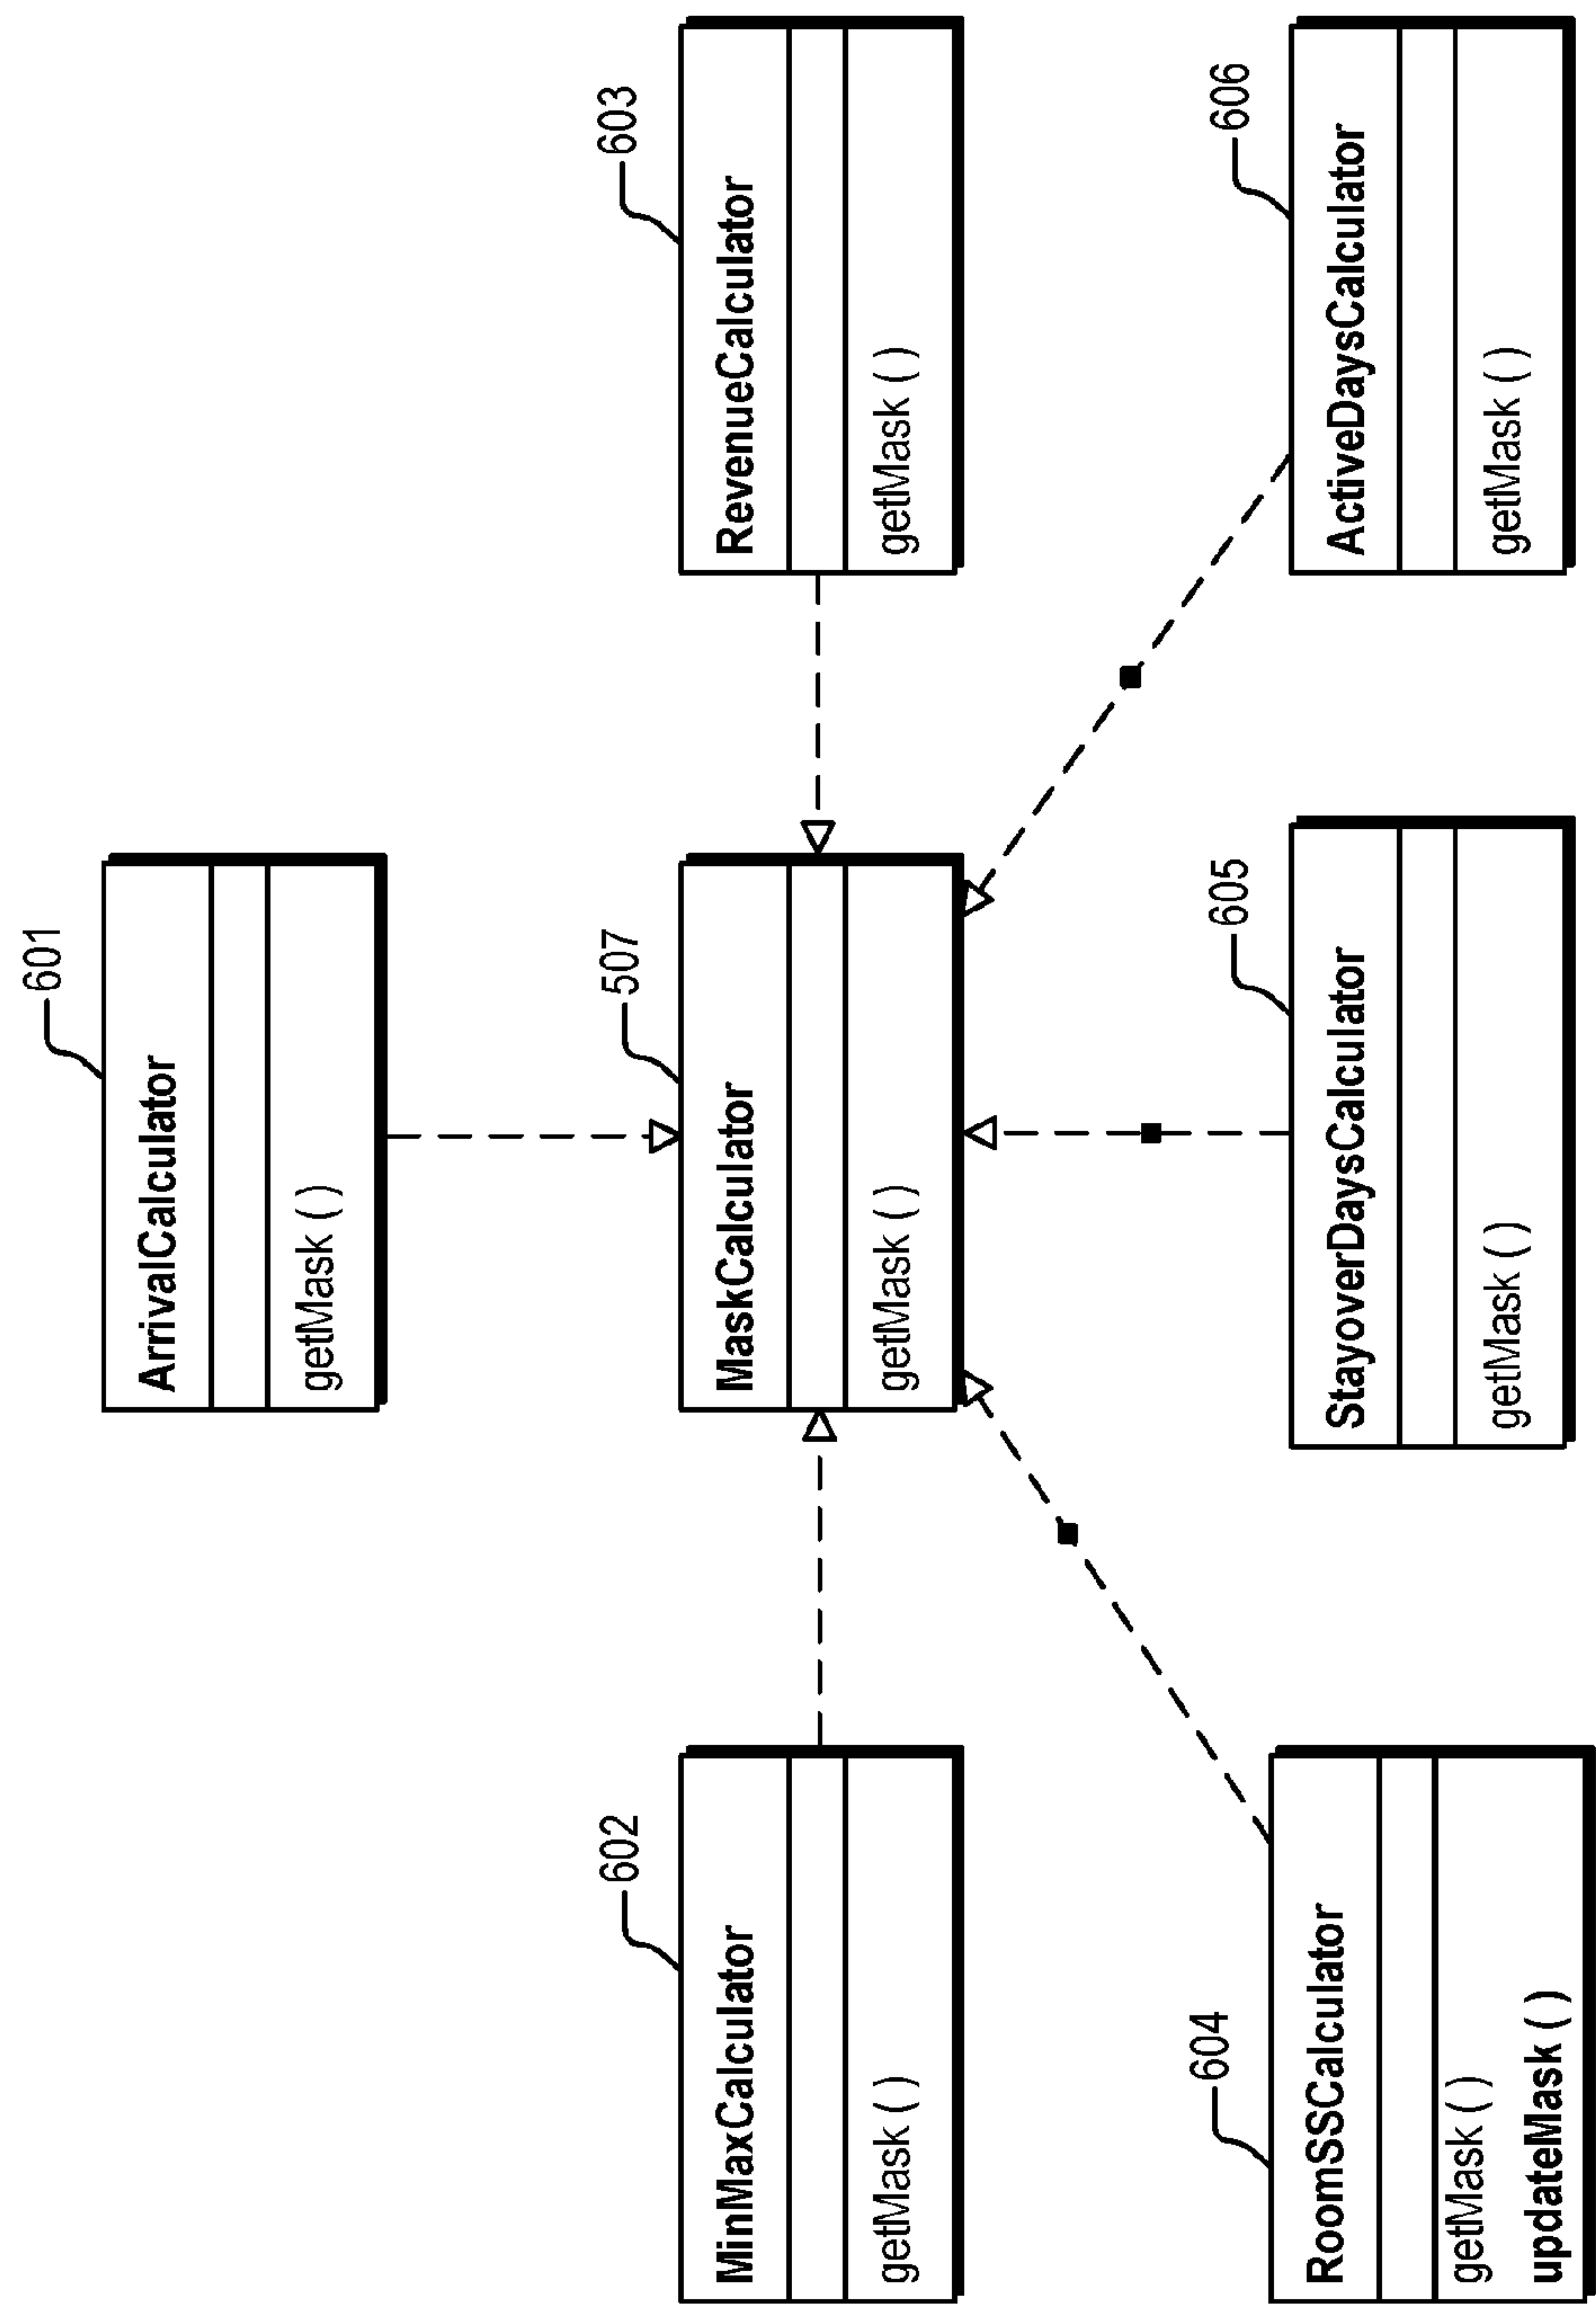 601
ArrivalCalculator
getMask ( )
602
MinMaxCalculator
getMask ( )
507
MaskCalculator
getMask ( )
603
RevenueCalculator
getMask ( )
604
RoomSSCalculator
getMask ( )
updateMask ( )
605
StayoverDaysCalculator
getMask ( )
606
ActiveDaysCalculator
getMask ( )